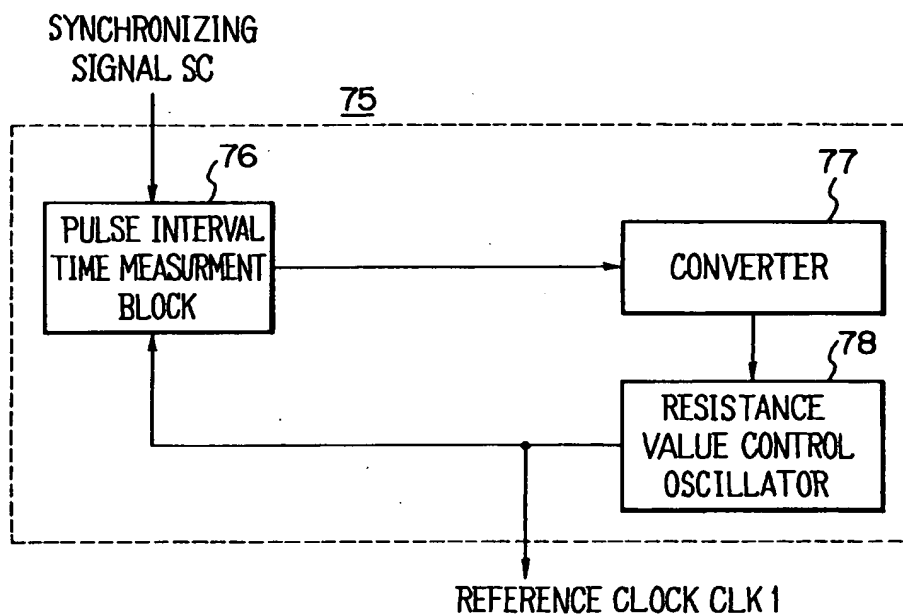 SYNCHRONIZING
SIGNAL SC
75
76
PULSE INTERVAL
TIME MEASURMENT
BLOCK
77
CONVERTER
78
RESISTANCE
VALUE CONTROL
OSCILLATOR
REFERENCE CLOCK CLK1